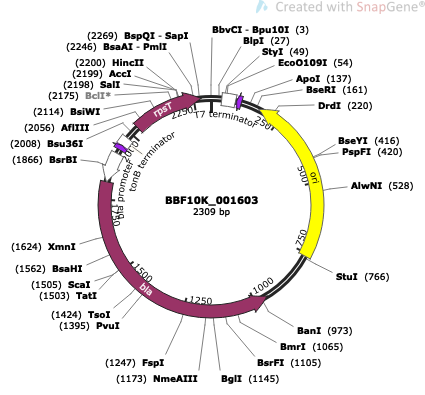 Created with SnapGene®
(2269) BspQI - SapI
(2246) BsaAI - PmlI
(2200) HincII
(2199) AccI
(2198) SalI
(2175) BclI*
(2114) BsiWI
(2056) AflIII
(2008) Bsu36I
(1866) BsrBI
BbvCI - Bpu10I (3)
BlpI (27)
StyI (49)
EcoO109I (54)
ApoI (137)
BseRI (161)
DrdI (220)
BseYI (416)
PspFI (420)
AlwNI (528)
StuI (766)
BanI (973)
BmrI (1065)
BsrFI (1105)
BglI (1145)
NmeAIII (1173)
FspI (1247)
PvuI (1395)
TsoI (1424)
TatI (1503)
ScaI (1505)
BsaHI (1562)
XmnI (1624)
rpsT
T7 terminator
tonB terminator
bla promoter
ori
bla
250
500
750
1000
1250
1500
1750
2000
2250
BBF10K_001603
2309 bp